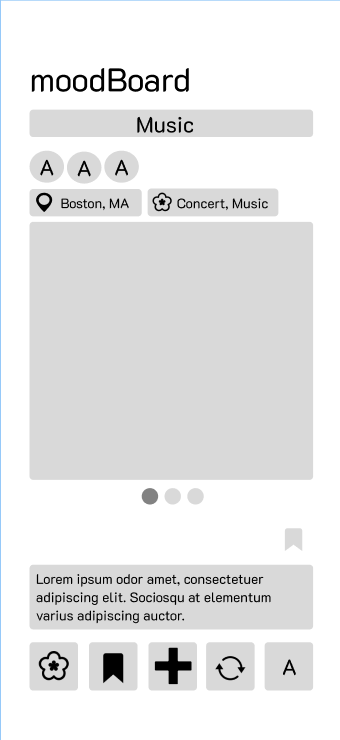 moodBoard
Music
A A A
Boston, MA
Concert, Music
Lorem ipsum odor amet, consectetuer
adipiscing elit. Sociosqu at elementum
varius adipiscing auctor.
A